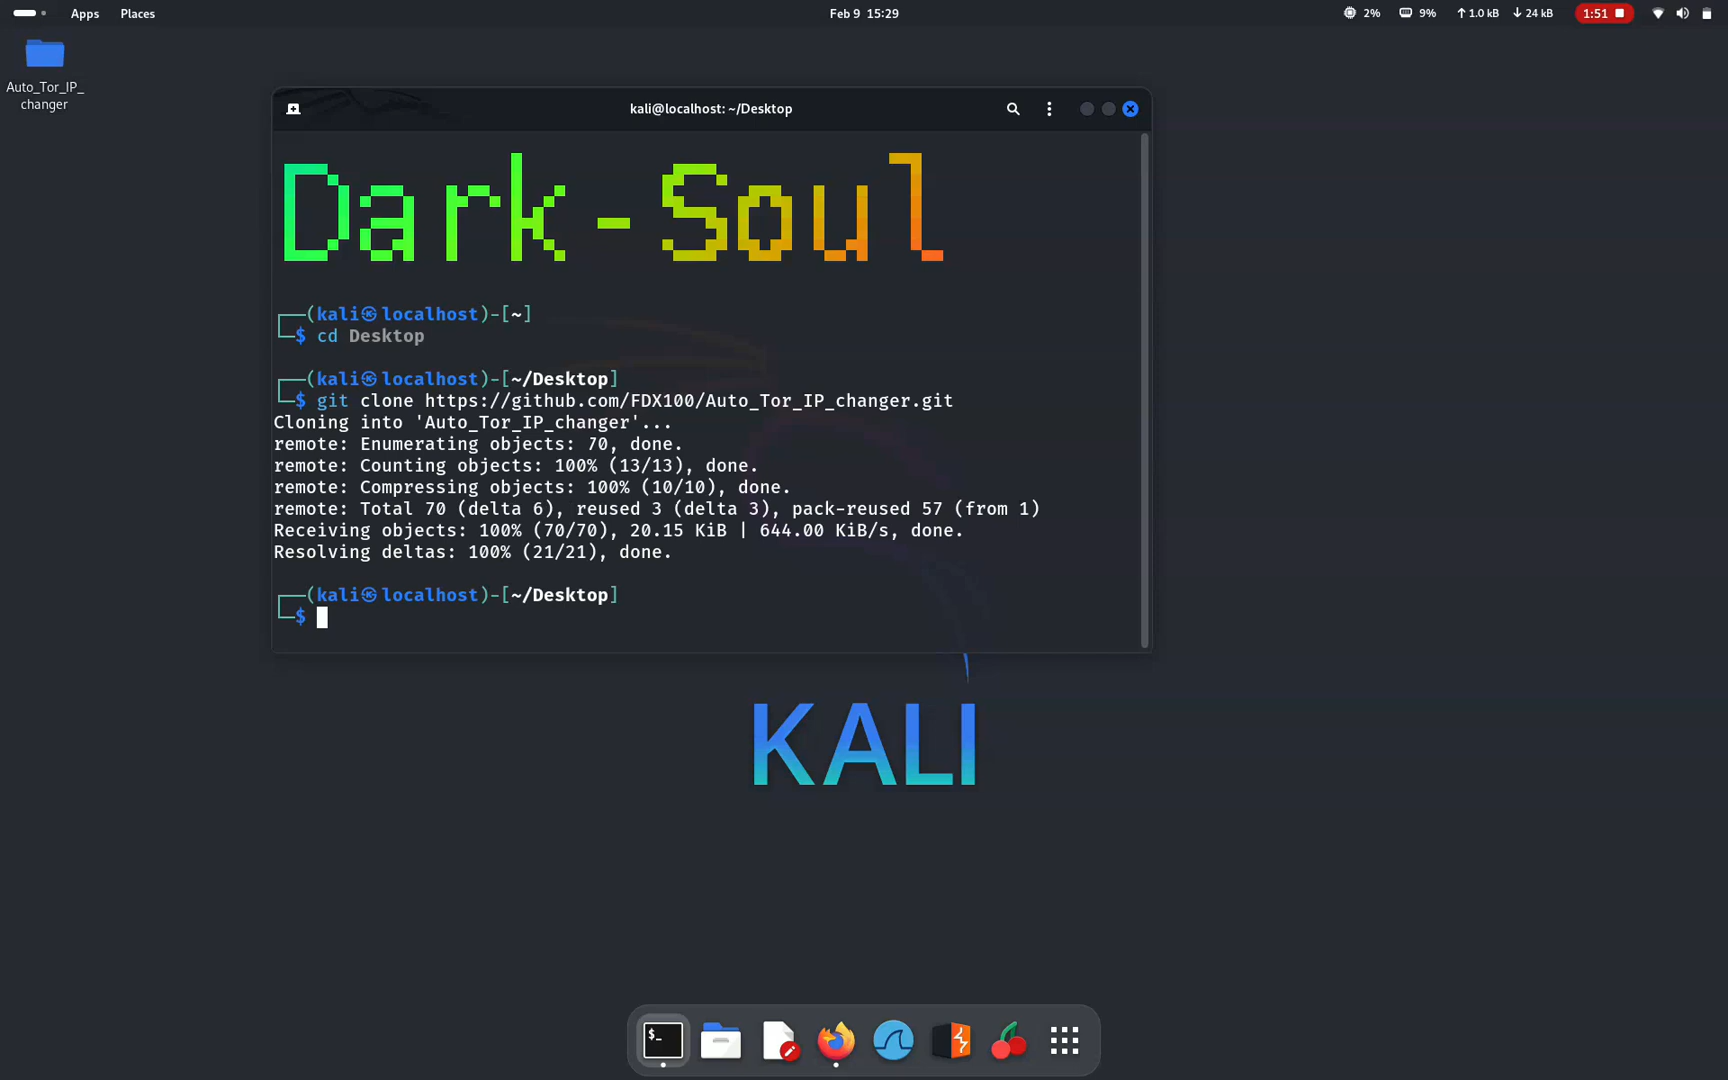 Apps Places Feb 9 15:29 2% 9% 1.0 kB 24 kB 1:51
Auto_Tor_IP_
changer
kali@localhost: ~/Desktop
Dark-Soul
(kali㉿localhost)-[~]
$ cd Desktop
(kali㉿localhost)-[~/Desktop]
$ git clone https://github.com/FDX100/Auto_Tor_IP_changer.git
Cloning into 'Auto_Tor_IP_changer'...
remote: Enumerating objects: 70, done.
remote: Counting objects: 100% (13/13), done.
remote: Compressing objects: 100% (10/10), done.
remote: Total 70 (delta 6), reused 3 (delta 3), pack-reused 57 (from 1)
Receiving objects: 100% (70/70), 20.15 KiB | 644.00 KiB/s, done.
Resolving deltas: 100% (21/21), done.
(kali㉿localhost)-[~/Desktop]
$
KALI
$_